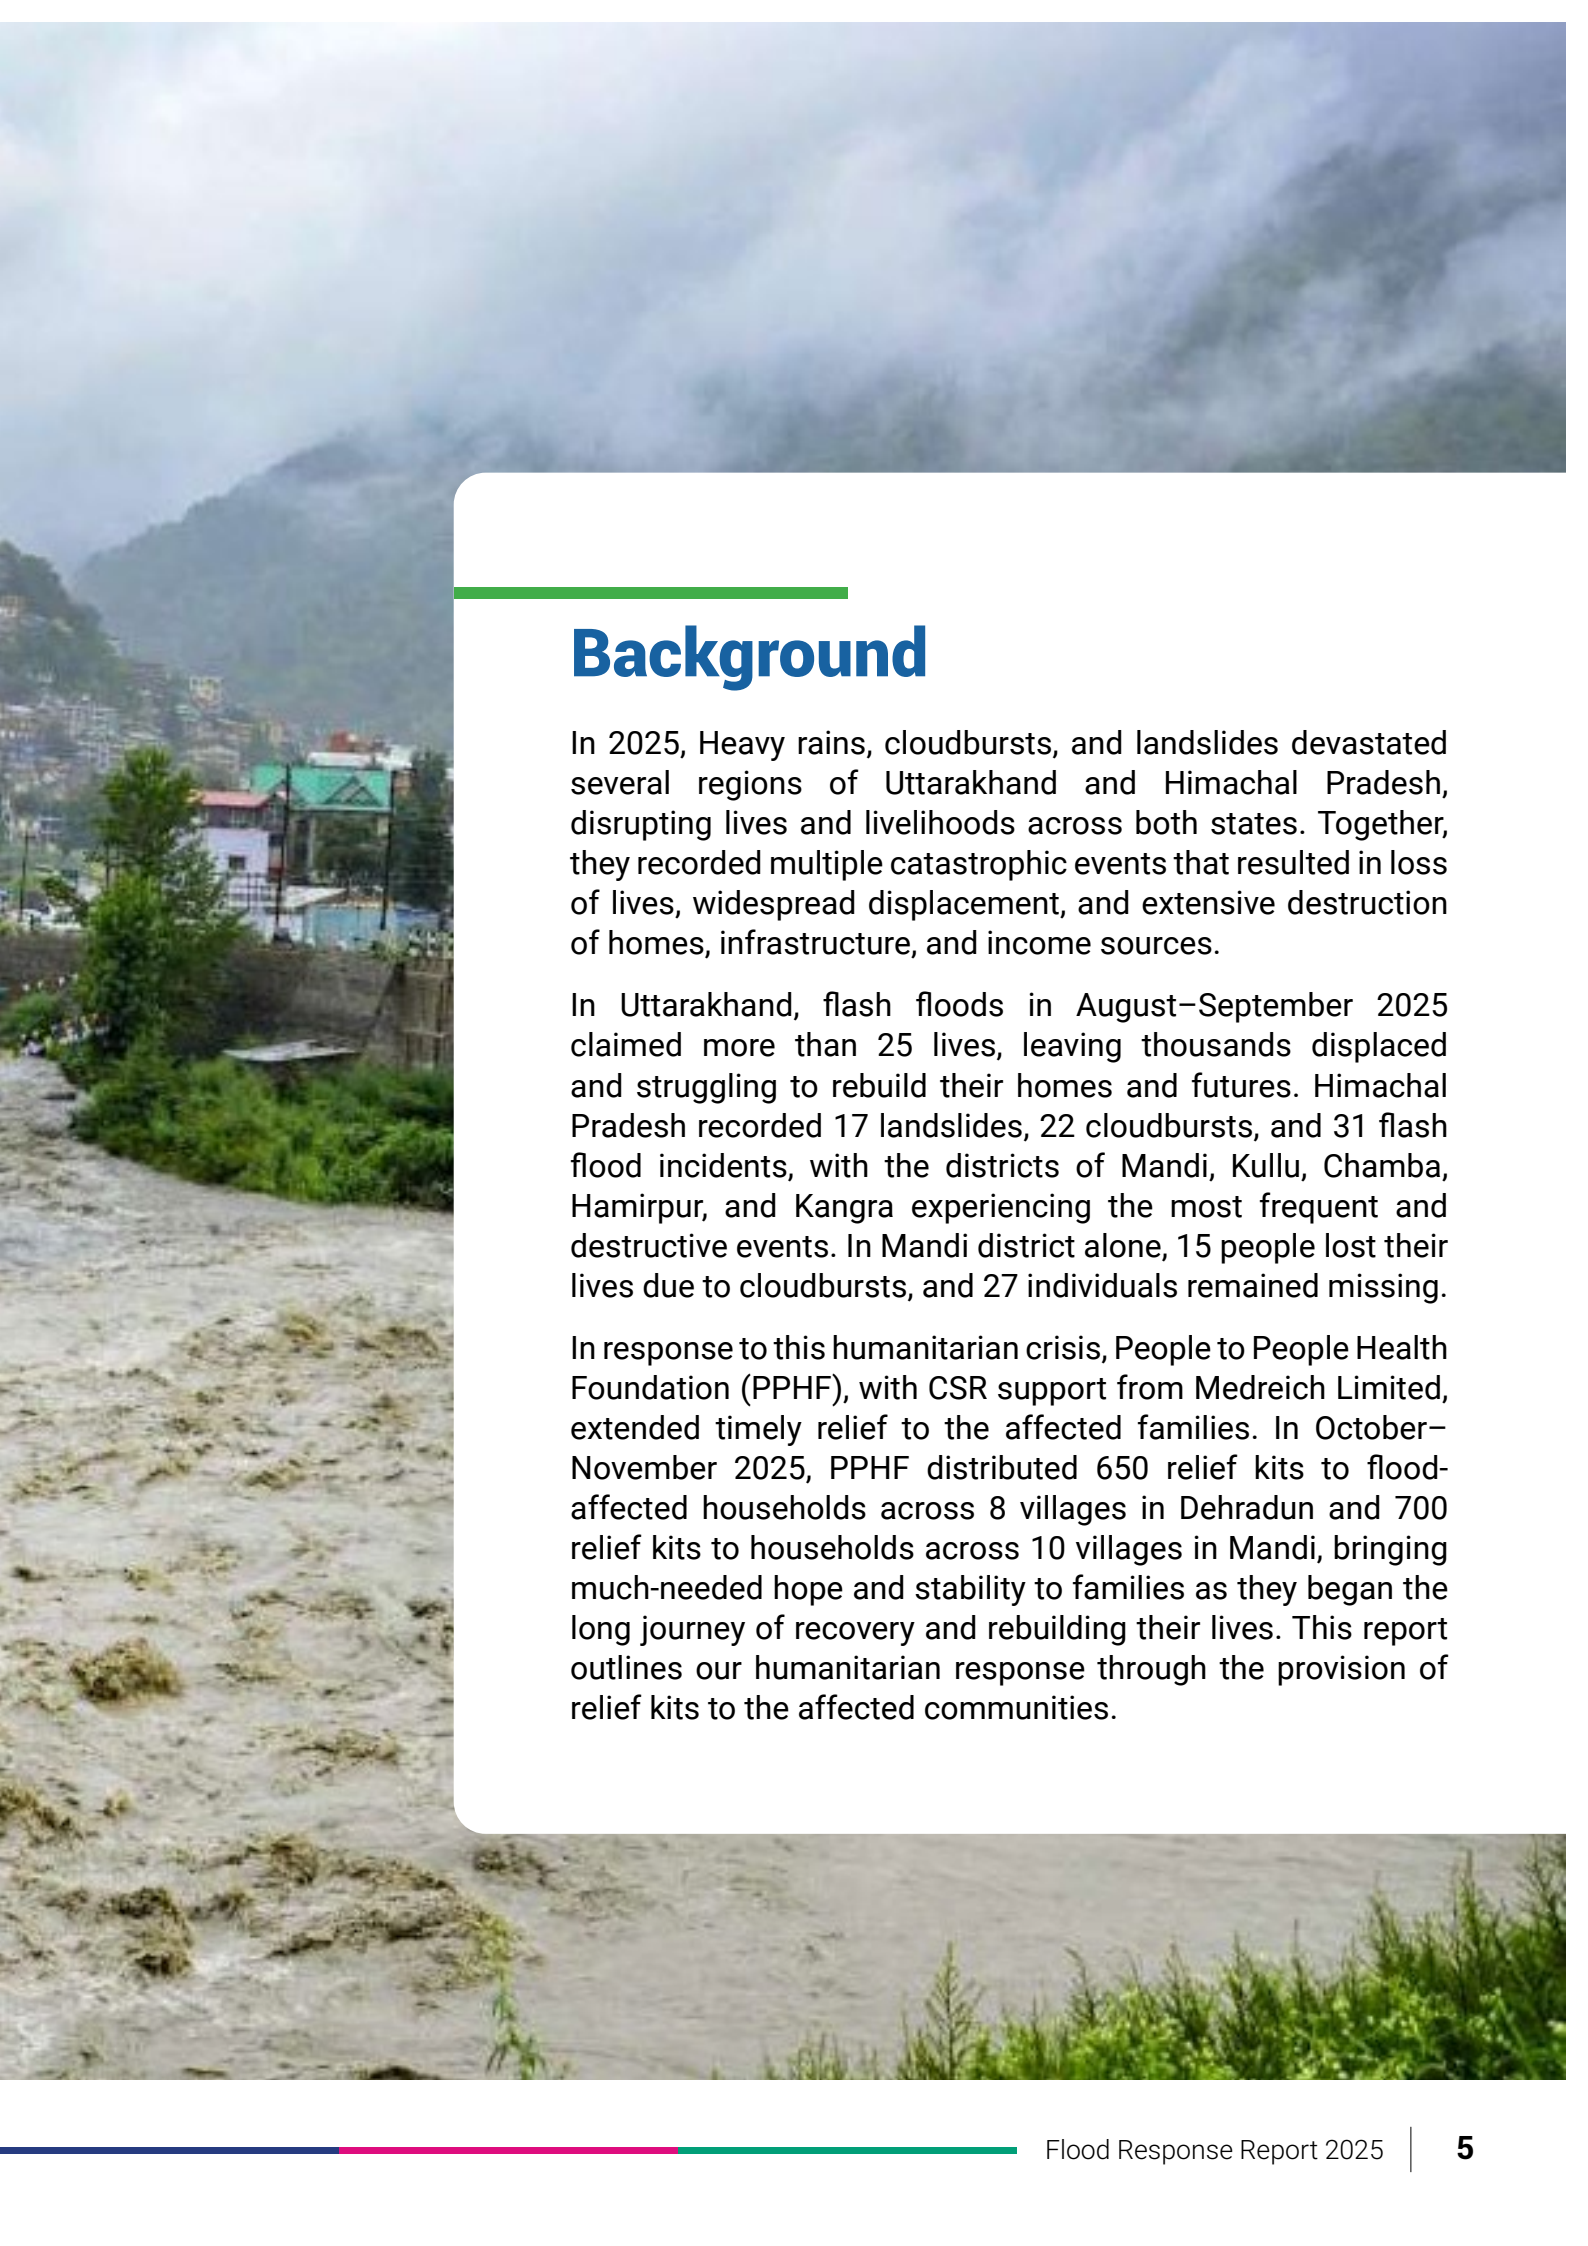 Background
In 2025, Heavy rains, cloudbursts, and landslides devastated
several regions of Uttarakhand and Himachal Pradesh,
disrupting lives and livelihoods across both states. Together,
they recorded multiple catastrophic events that resulted in loss
of lives, widespread displacement, and extensive destruction
of homes, infrastructure, and income sources.
In Uttarakhand, flash floods in August–September 2025
claimed more than 25 lives, leaving thousands displaced
and struggling to rebuild their homes and futures. Himachal
Pradesh recorded 17 landslides, 22 cloudbursts, and 31 flash
flood incidents, with the districts of Mandi, Kullu, Chamba,
Hamirpur, and Kangra experiencing the most frequent and
destructive events. In Mandi district alone, 15 people lost their
lives due to cloudbursts, and 27 individuals remained missing.
In response to this humanitarian crisis, People to People Health
Foundation (PPHF), with CSR support from Medreich Limited,
extended timely relief to the affected families. In October–
November 2025, PPHF distributed 650 relief kits to flood-
affected households across 8 villages in Dehradun and 700
relief kits to households across 10 villages in Mandi, bringing
much-needed hope and stability to families as they began the
long journey of recovery and rebuilding their lives. This report
outlines our humanitarian response through the provision of
relief kits to the affected communities.
Flood Response Report 2025 5